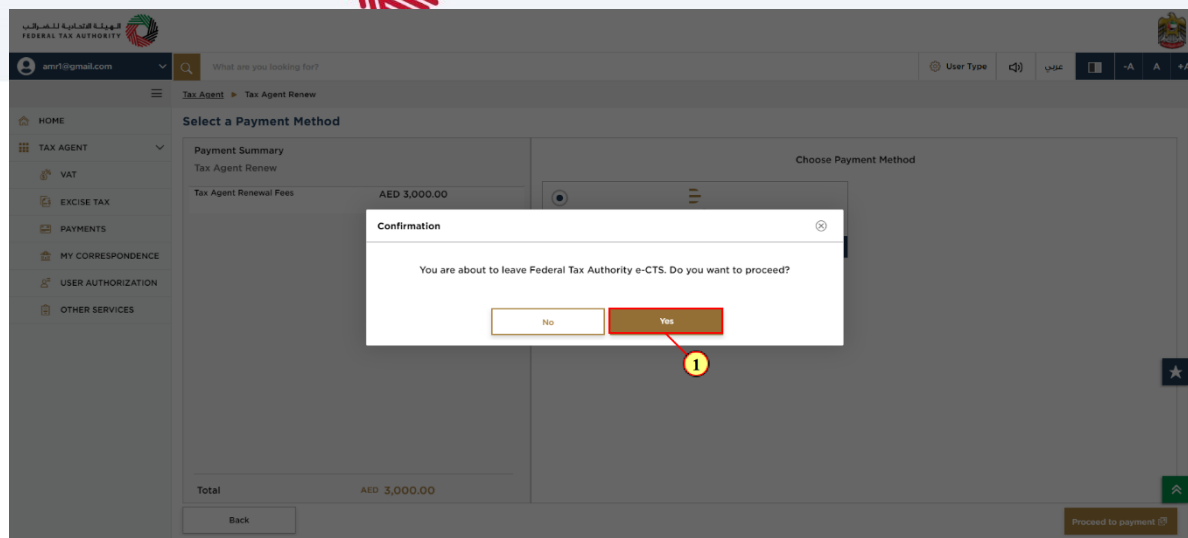 الهيئة الاتحادية للضرائب
FEDERAL TAX AUTHORITY
amr1@gmail.com
What are you looking for?
User Type
عربي
-A
A
+A
Tax Agent ▶ Tax Agent Renew
HOME
TAX AGENT
VAT
EXCISE TAX
PAYMENTS
MY CORRESPONDENCE
USER AUTHORIZATION
OTHER SERVICES
Select a Payment Method
Payment Summary
Tax Agent Renew
Tax Agent Renewal Fees AED 3,000.00
Choose Payment Method
Confirmation
You are about to leave Federal Tax Authority e-CTS. Do you want to proceed?
No
Yes
1
Total AED 3,000.00
Back
Proceed to payment